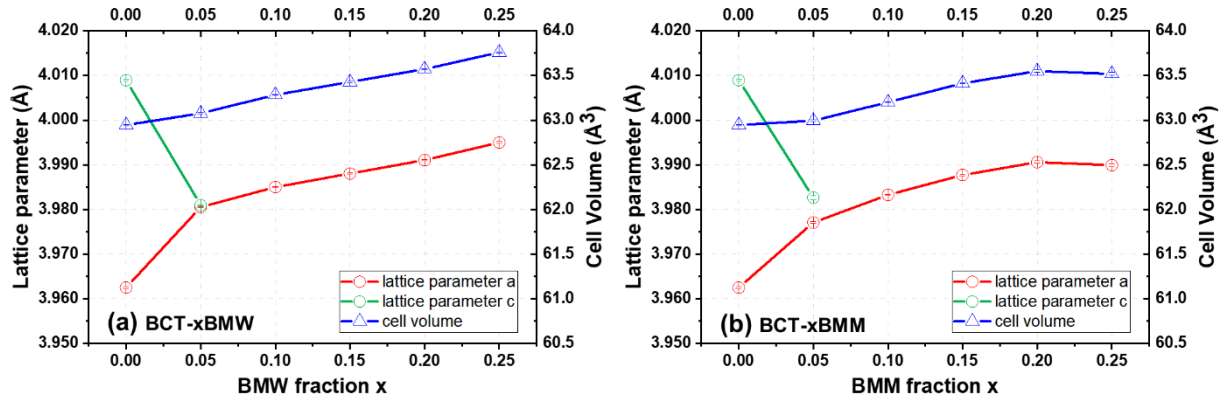 0.00 0.05 0.10 0.15 0.20 0.25
4.020
4.010
4.000
3.990
3.980
3.970
3.960
3.950
Lattice parameter (Å)
64.0
63.5
63.0
62.5
62.0
61.5
61.0
60.5
Cell Volume (Å³)
lattice parameter a
lattice parameter c
cell volume
(a) BCT-xBMW
0.00 0.05 0.10 0.15 0.20 0.25
BMW fraction x
0.00 0.05 0.10 0.15 0.20 0.25
4.020
4.010
4.000
3.990
3.980
3.970
3.960
3.950
Lattice parameter (Å)
64.0
63.5
63.0
62.5
62.0
61.5
61.0
60.5
Cell Volume (Å³)
lattice parameter a
lattice parameter c
cell volume
(b) BCT-xBMM
0.00 0.05 0.10 0.15 0.20 0.25
BMM fraction x